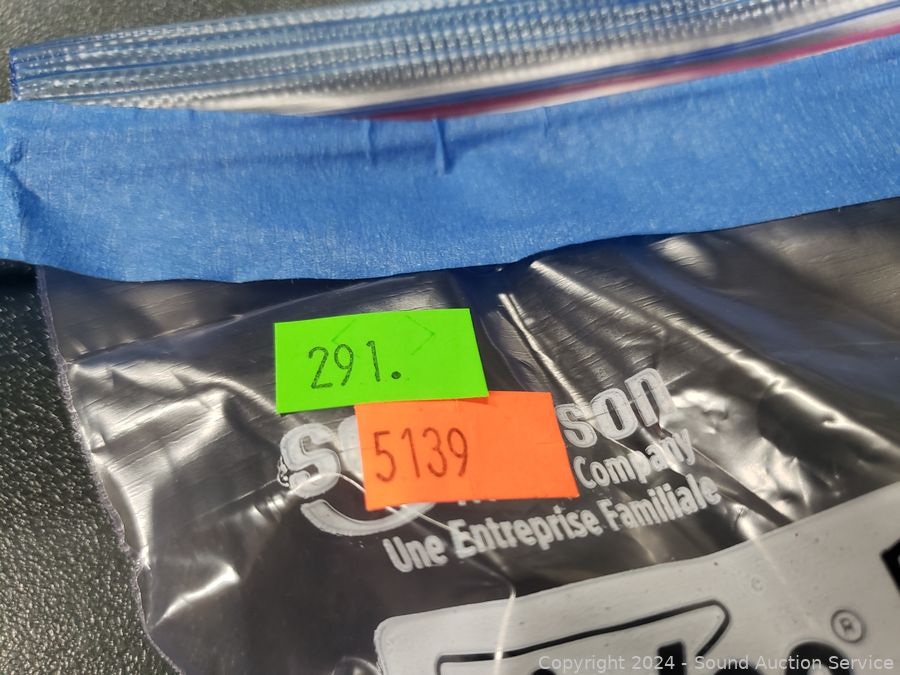 291.
5139
son
Company
Une Entreprise Familiale
®
Copyright 2024 - Sound Auction Service